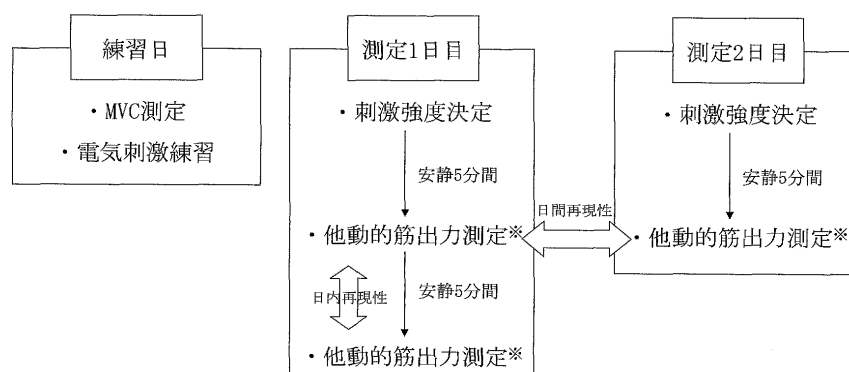 練習日
・MVC測定
・電気刺激練習
測定1日目
・刺激強度決定
安静5分間
・他動的筋出力測定※
日内再現性
安静5分間
・他動的筋出力測定※
日間再現性
測定2日目
・刺激強度決定
安静5分間
・他動的筋出力測定※